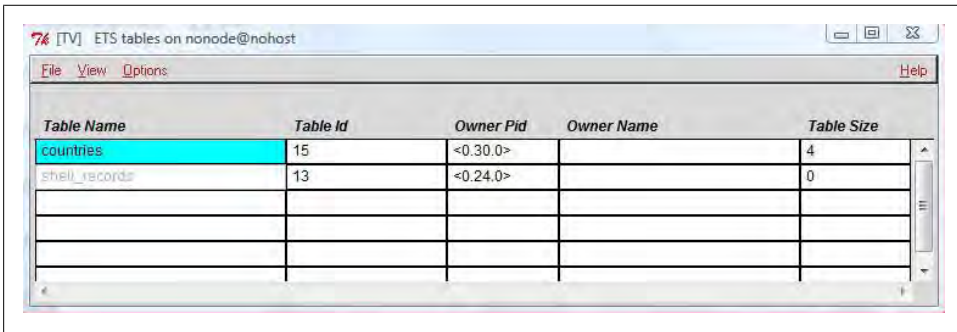 [TV] ETS tables on nonode@nohost
File View Options Help
Table Name Table Id Owner Pid Owner Name Table Size
countries 15 <0.30.0> 4
shell_records 13 <0.24.0> 0